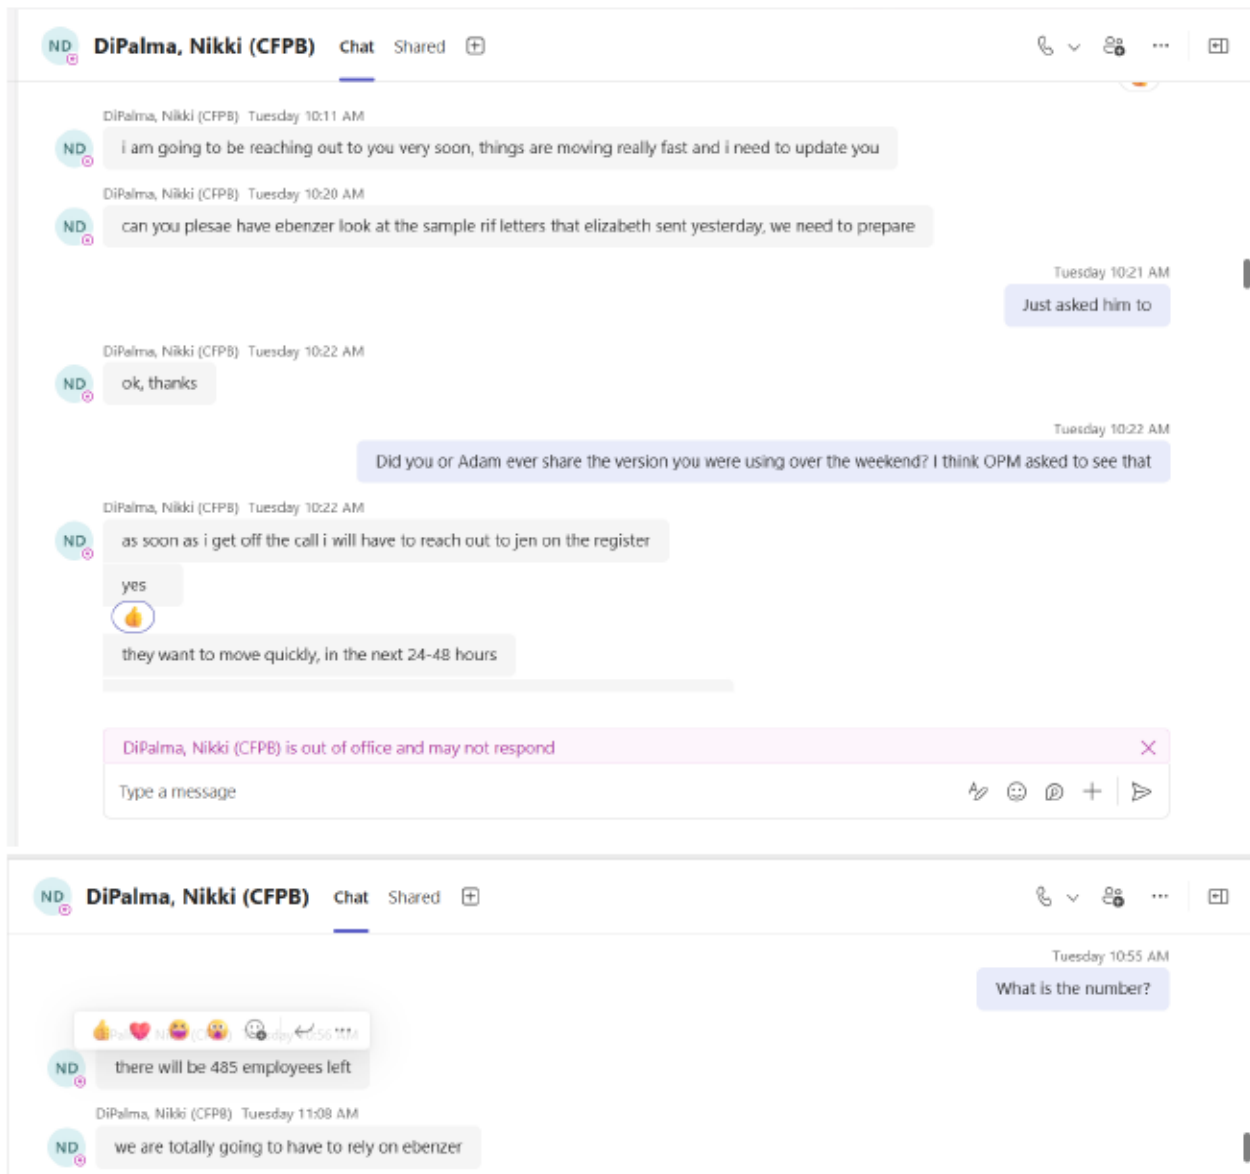 ND DiPalma, Nikki (CFPB) Chat Shared
DiPalma, Nikki (CFPB) Tuesday 10:11 AM
ND i am going to be reaching out to you very soon, things are moving really fast and i need to update you
DiPalma, Nikki (CFPB) Tuesday 10:20 AM
ND can you plesae have ebenzer look at the sample rif letters that elizabeth sent yesterday, we need to prepare
Tuesday 10:21 AM
Just asked him to
DiPalma, Nikki (CFPB) Tuesday 10:22 AM
ND ok, thanks
Tuesday 10:22 AM
Did you or Adam ever share the version you were using over the weekend? I think OPM asked to see that
DiPalma, Nikki (CFPB) Tuesday 10:22 AM
ND as soon as i get off the call i will have to reach out to jen on the register
yes
they want to move quickly, in the next 24-48 hours
DiPalma, Nikki (CFPB) is out of office and may not respond
Type a message
ND DiPalma, Nikki (CFPB) Chat Shared
Tuesday 10:55 AM
What is the number?
10:56 AM
ND there will be 485 employees left
DiPalma, Nikki (CFPB) Tuesday 11:08 AM
ND we are totally going to have to rely on ebenzer